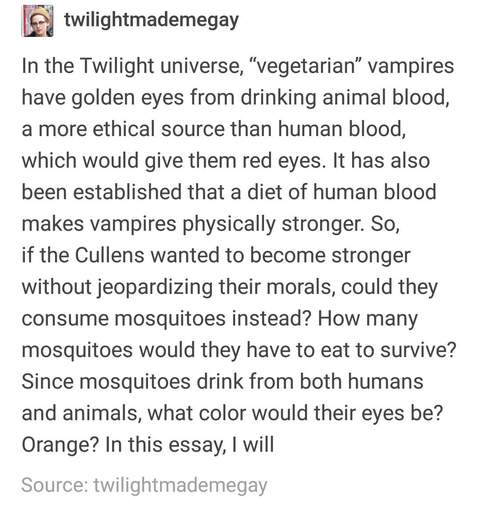 twilightmademegay
In the Twilight universe, “vegetarian” vampires
have golden eyes from drinking animal blood,
a more ethical source than human blood,
which would give them red eyes. It has also
been established that a diet of human blood
makes vampires physically stronger. So,
if the Cullens wanted to become stronger
without jeopardizing their morals, could they
consume mosquitoes instead? How many
mosquitoes would they have to eat to survive?
Since mosquitoes drink from both humans
and animals, what color would their eyes be?
Orange? In this essay, I will
Source: twilightmademegay